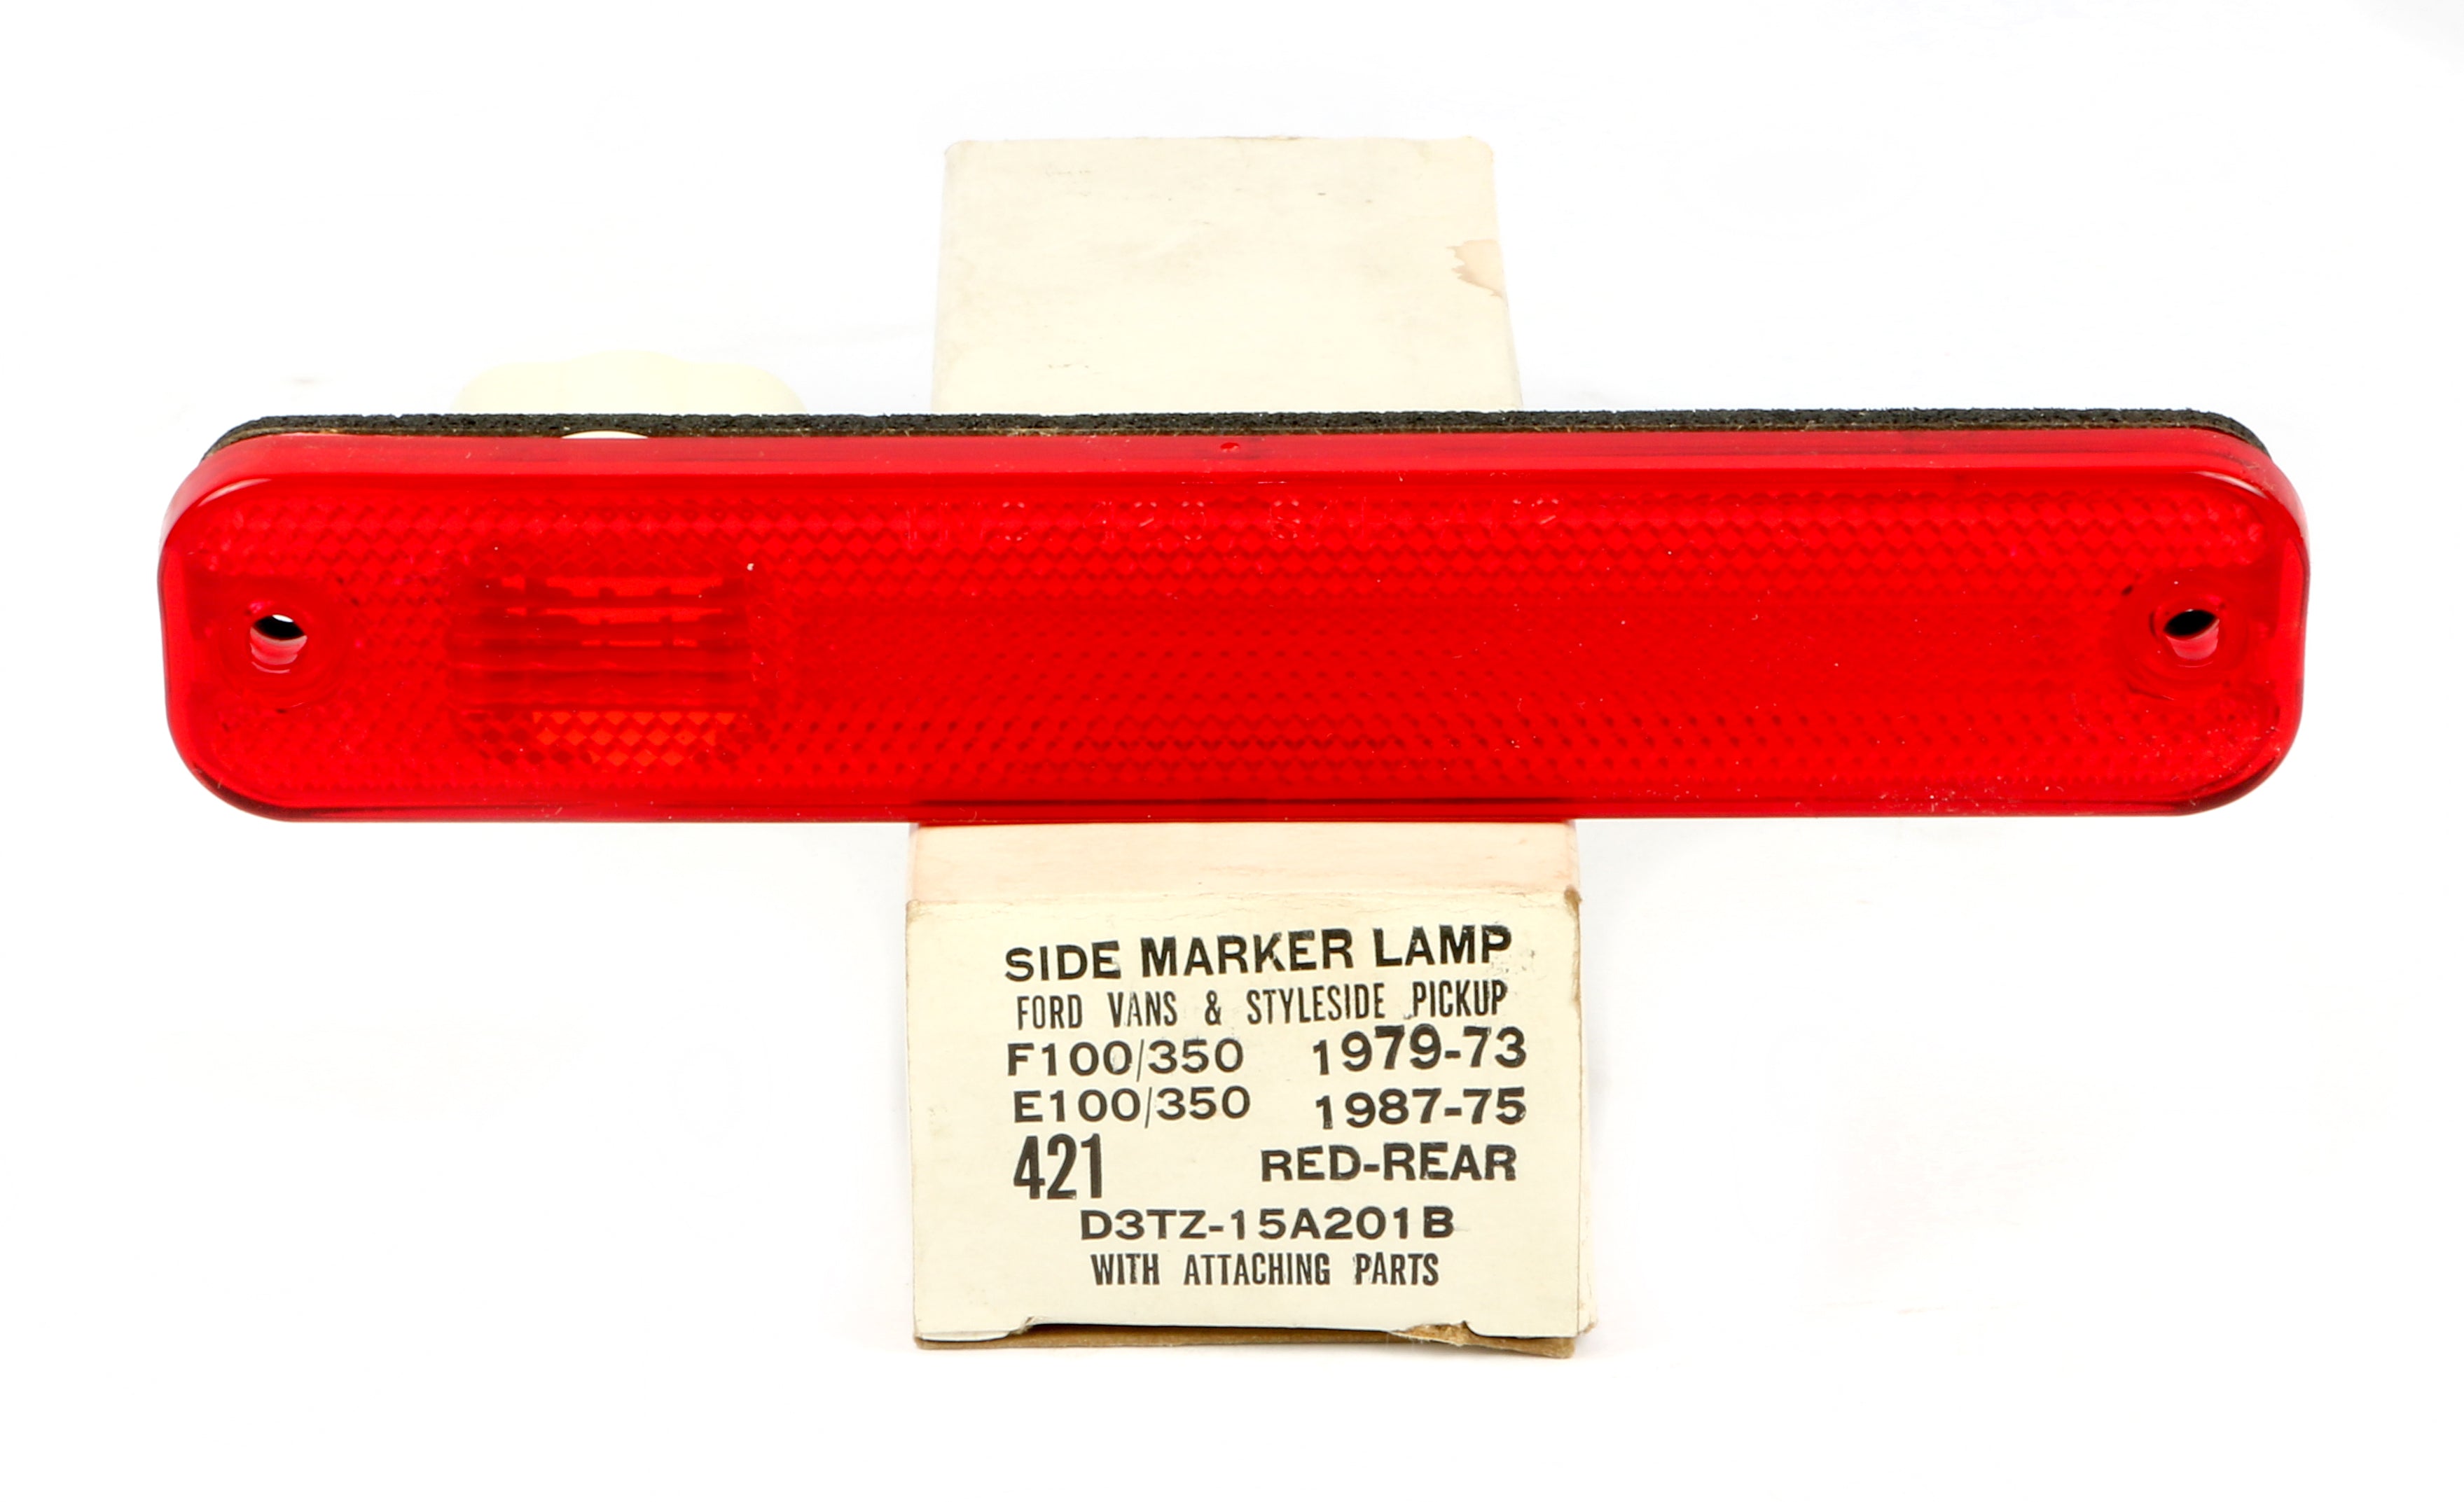 SIDE MARKER LAMP
FORD VANS & STYLESIDE PICKUP
F100/350 1979-73
E100/350 1987-75
421 RED-REAR
D3TZ-15A201B
WITH ATTACHING PARTS